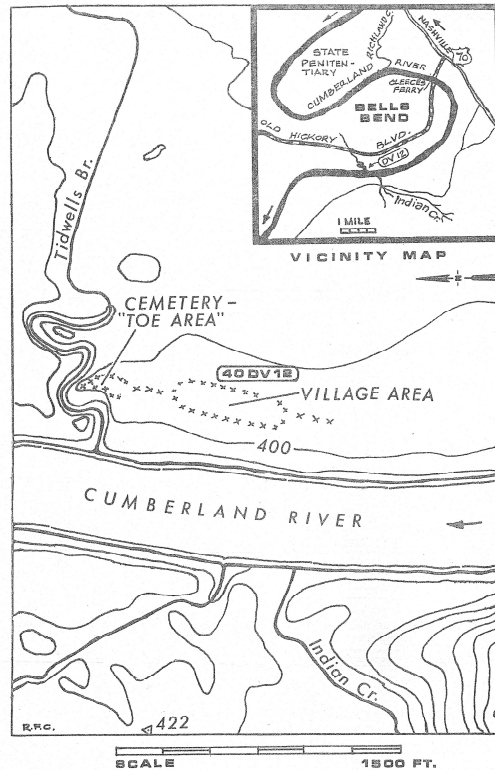 STATE
PENITEN-
TIARY
RICHLAND C.
NASHVILLE
70
CUMBERLAND RIVER
CLEECES
FERRY
BELLS
BEND
OLD HICKORY BLVD.
DV12
Indian Cr.
1 MILE
VICINITY MAP
Tidwells Br.
CEMETERY-
"TOE AREA"
40DV12
VILLAGE AREA
400
CUMBERLAND RIVER
Indian Cr.
R.F.C.
422
SCALE 1500 FT.